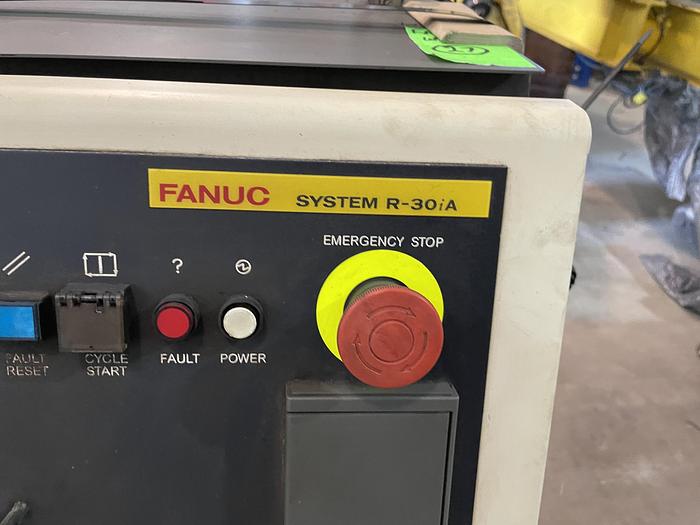 FANUC SYSTEM R-30iA
EMERGENCY STOP
?
FAULT
RESET
CYCLE
START
FAULT
POWER